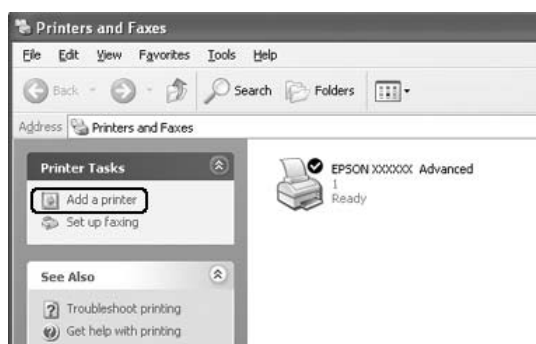 Printers and Faxes
File Edit View Favorites Tools Help
Back Search Folders
Address Printers and Faxes
Printer Tasks
Add a printer
Set up faxing
See Also
Troubleshoot printing
Get help with printing
EPSON XXXXXX Advanced
1
Ready